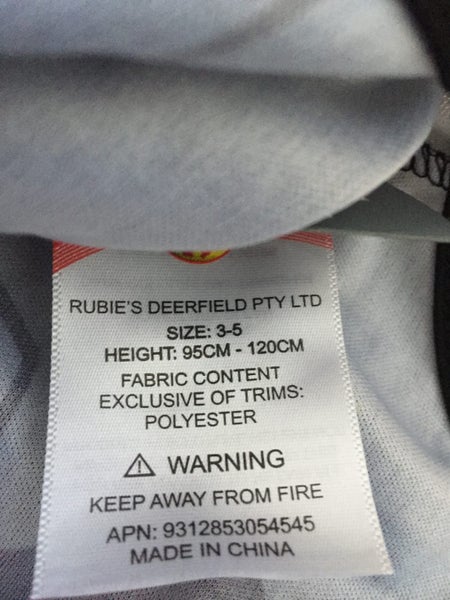 RUBIE'S DEERFIELD PTY LTD
SIZE: 3-5
HEIGHT: 95CM - 120CM
FABRIC CONTENT
EXCLUSIVE OF TRIMS:
POLYESTER
WARNING
KEEP AWAY FROM FIRE
APN: 9312853054545
MADE IN CHINA